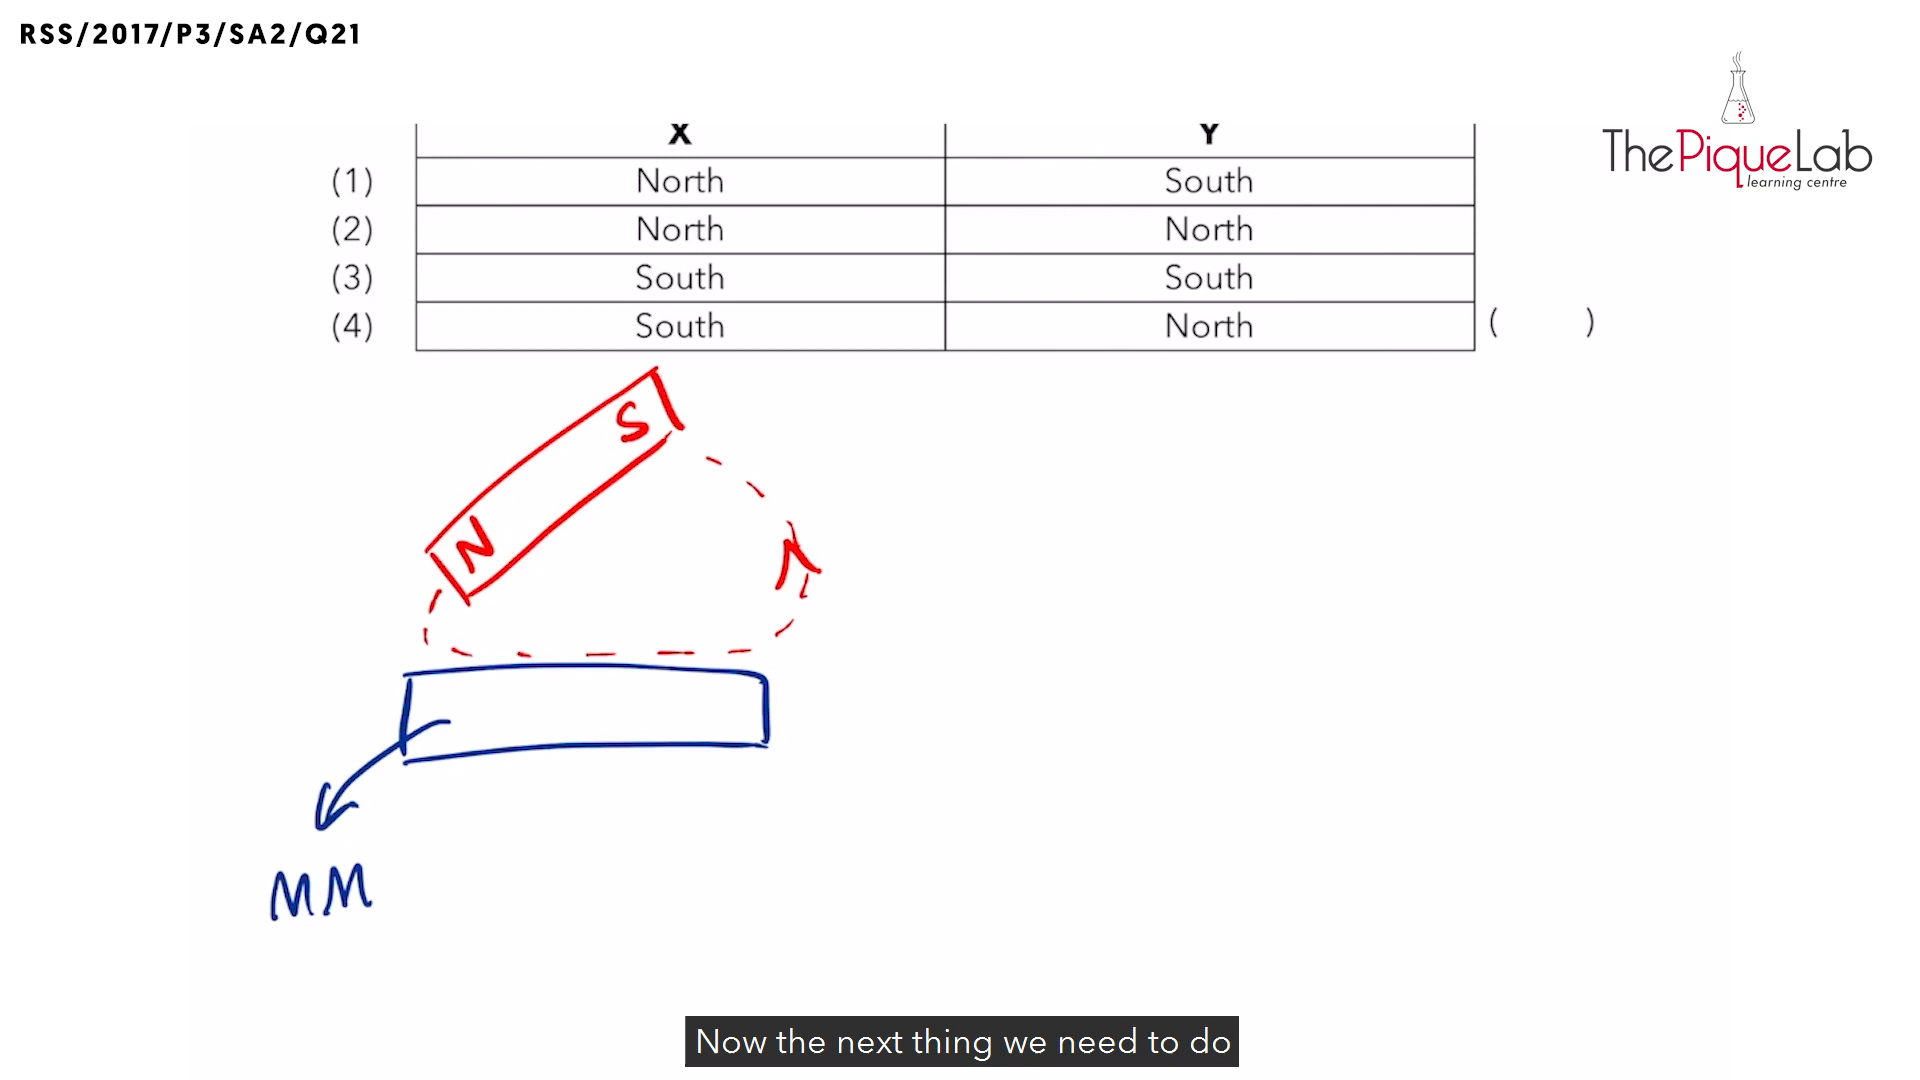 RSS/2017/P3/SA2/Q21
ThePiqueLab
learning centre
X Y
(1) North South
(2) North North
(3) South South
(4) South North ( )
S
N
MM
Now the next thing we need to do